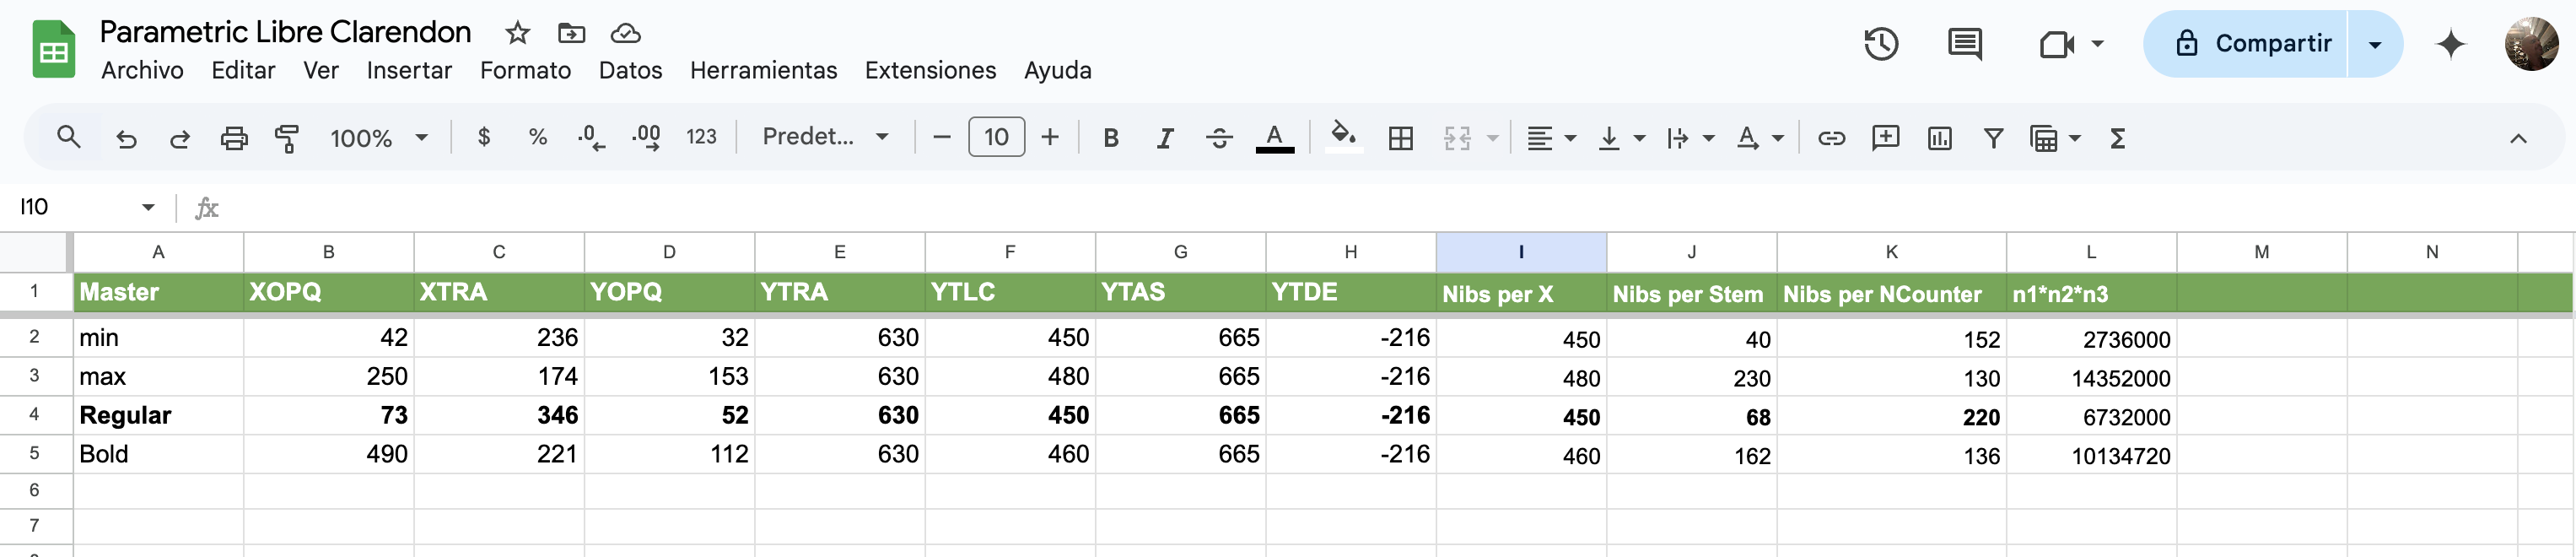 Parametric Libre Clarendon
Archivo Editar Ver Insertar Formato Datos Herramientas Extensiones Ayuda
Compartir
100% $ % .0 .00 123 Predet... 10 B I A A Σ
I10 fx
A B C D E F G H I J K L M N
1 Master XOPQ XTRA YOPQ YTRA YTLC YTAS YTDE Nibs per X Nibs per Stem Nibs per NCounter n1*n2*n3
2 min 42 236 32 630 450 665 -216 450 40 152 2736000
3 max 250 174 153 630 480 665 -216 480 230 130 14352000
4 Regular 73 346 52 630 450 665 -216 450 68 220 6732000
5 Bold 490 221 112 630 460 665 -216 460 162 136 10134720
6
7